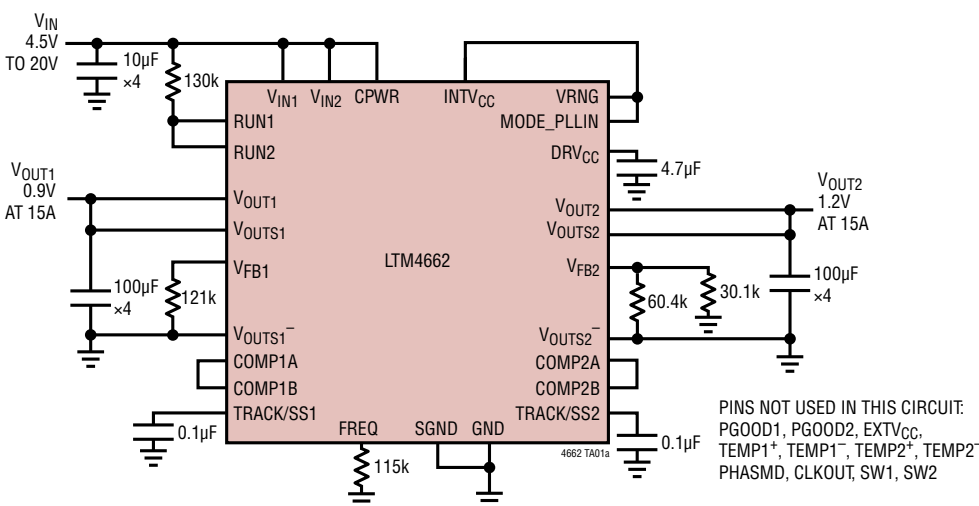 VIN
4.5V
TO 20V
10µF
×4
130k
VIN1 VIN2 CPWR INTVCC VRNG
RUN1
MODE_PLLIN
RUN2
DRVCC
4.7µF
VOUT1
0.9V
AT 15A
VOUT1
VOUTS1
VOUT2
VOUTS2
VOUT2
1.2V
AT 15A
LTM4662
VFB1
VFB2
100µF
×4
121k
60.4k
30.1k
100µF
×4
VOUTS1–
VOUTS2–
COMP1A
COMP1B
COMP2A
COMP2B
TRACK/SS1
TRACK/SS2
0.1µF
FREQ SGND GND
0.1µF
4662 TA01a
115k
PINS NOT USED IN THIS CIRCUIT:
PGOOD1, PGOOD2, EXTVCC,
TEMP1+, TEMP1–, TEMP2+, TEMP2–
PHASMD, CLKOUT, SW1, SW2